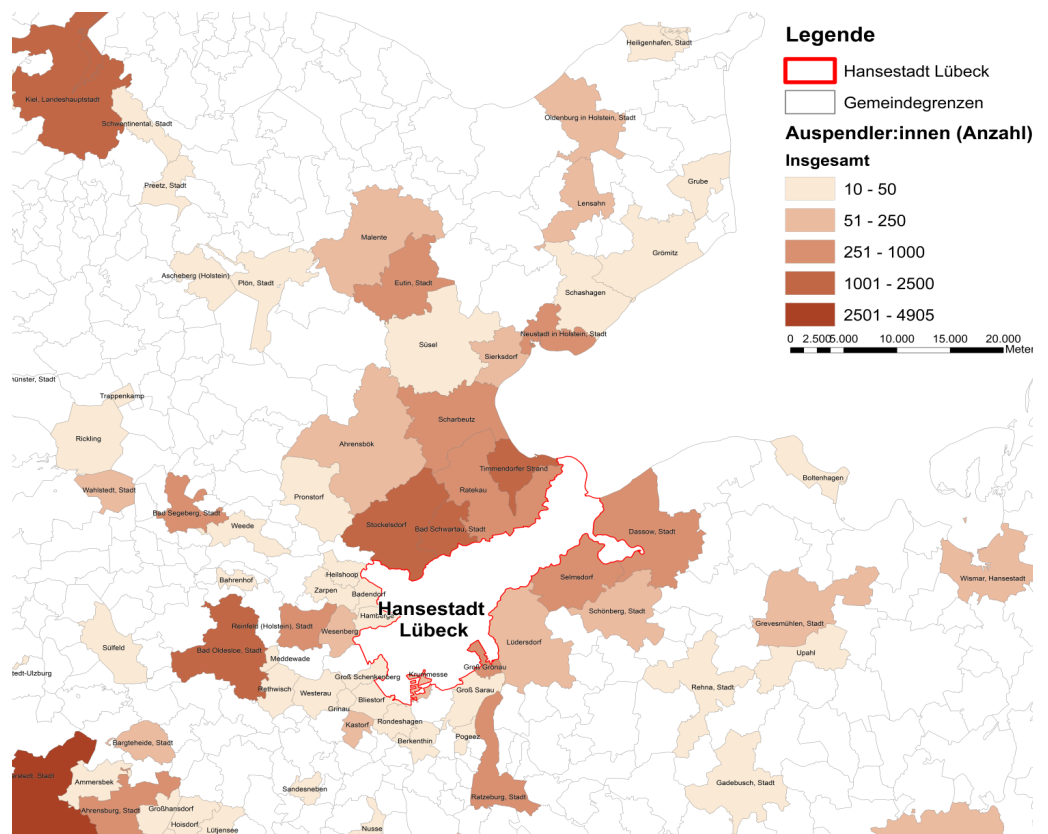 Heiligenhafen, Stadt
Kiel, Landeshauptstadt
Schwentinental, Stadt
Oldenburg in Holstein, Stadt
Preetz, Stadt
Grube
Lensahn
Malente
Grömitz
Ascheberg (Holstein)
Plön, Stadt
Eutin, Stadt
Schashagen
Neustadt in Holstein, Stadt
Süsel
Sierksdorf
münster, Stadt
Trappenkamp
Scharbeutz
Rickling
Ahrensbök
Timmendorfer Strand
Boltenhagen
Wahlstedt, Stadt
Ratekau
Pronstorf
Bad Segeberg, Stadt
Weede
Stockelsdorf
Bad Schwartau, Stadt
Dassow, Stadt
Heilshoop
Bahrenhof
Selmsdorf
Wismar, Hansestadt
Zarpen
Badendorf
Hamberge
Schönberg, Stadt
Hansestadt
Lübeck
Grevesmühlen, Stadt
Reinfeld (Holstein), Stadt
Wesenberg
Lüdersdorf
Sülfeld
Bad Oldesloe, Stadt
Upahl
Meddewade
Groß Grönau
tedt-Ulzburg
Groß Schenkenberg
Krummesse
Rethwisch
Westerau
Bliestorf
Groß Sarau
Rehna, Stadt
Grinau
Kastorf
Rondeshagen
Berkenthin
Pogeez
Bargteheide, Stadt
rstedt, Stadt
Ammersbek
Sandesneben
Gadebusch, Stadt
Ratzeburg, Stadt
Ahrensburg, Stadt
Großhansdorf
Hoisdorf
Lütjensee
Nusse
Legende
Hansestadt Lübeck
Gemeindegrenzen
Auspendler:innen (Anzahl)
Insgesamt
10 - 50
51 - 250
251 - 1000
1001 - 2500
2501 - 4905
0 2.500 5.000 10.000 15.000 20.000
Meter